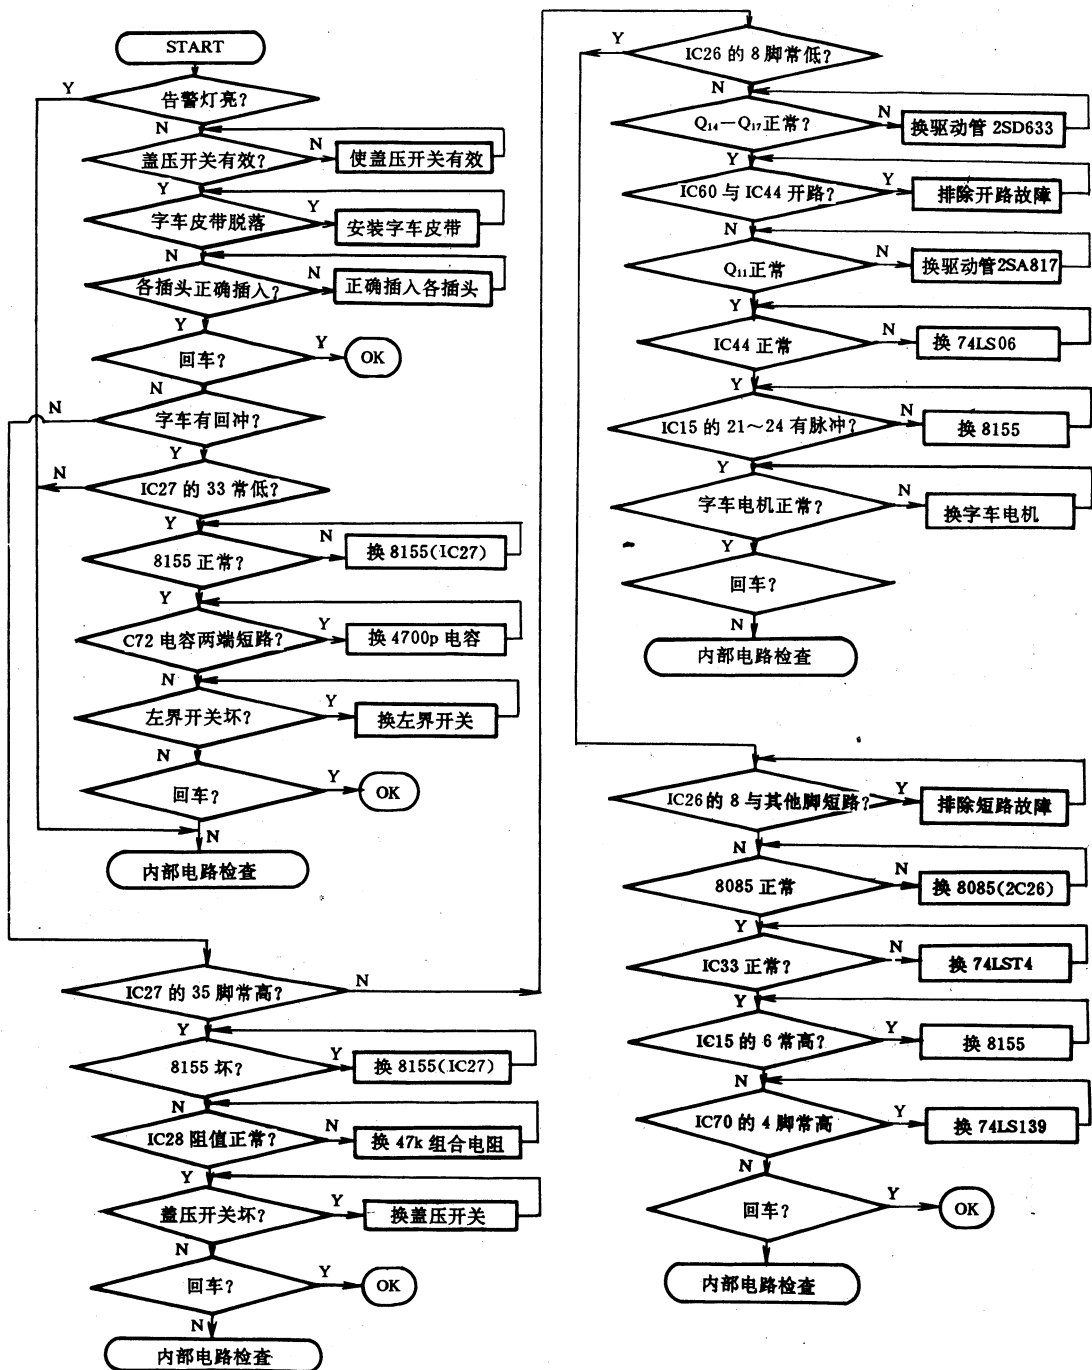 START
Y
告警灯亮?
N
盖压开关有效?
N
使盖压开关有效
Y
字车皮带脱落
Y
安装字车皮带
N
各插头正确插入?
N
正确插入各插头
Y
回车?
Y
OK
N
N
字车有回冲?
Y
N
IC27 的 33 常低?
Y
8155 正常?
N
换 8155(IC27)
Y
C72 电容两端短路?
Y
换 4700p 电容
N
左界开关坏?
Y
换左界开关
N
回车?
Y
OK
N
内部电路检查
IC27 的 35 脚常高?
N
Y
8155 坏?
Y
换 8155(IC27)
N
IC28 阻值正常?
N
换 47k 组合电阻
Y
盖压开关坏?
Y
换盖压开关
N
回车?
Y
OK
N
内部电路检查
Y
IC26 的 8 脚常低?
N
Q14—Q17正常?
N
换驱动管 2SD633
Y
IC60 与 IC44 开路?
Y
排除开路故障
N
Q11正常
N
换驱动管2SA817
Y
IC44 正常
N
换 74LS06
Y
IC15 的 21~24 有脉冲?
N
换 8155
Y
字车电机正常?
N
换字车电机
Y
回车?
N
内部电路检查
IC26的 8 与其他脚短路?
Y
排除短路故障
N
8085 正常
N
换 8085(2C26)
Y
IC33 正常?
N
换 74LST4
Y
IC15 的 6 常高?
Y
换 8155
N
IC70 的 4 脚常高
Y
换 74LS139
N
回车?
Y
OK
内部电路检查